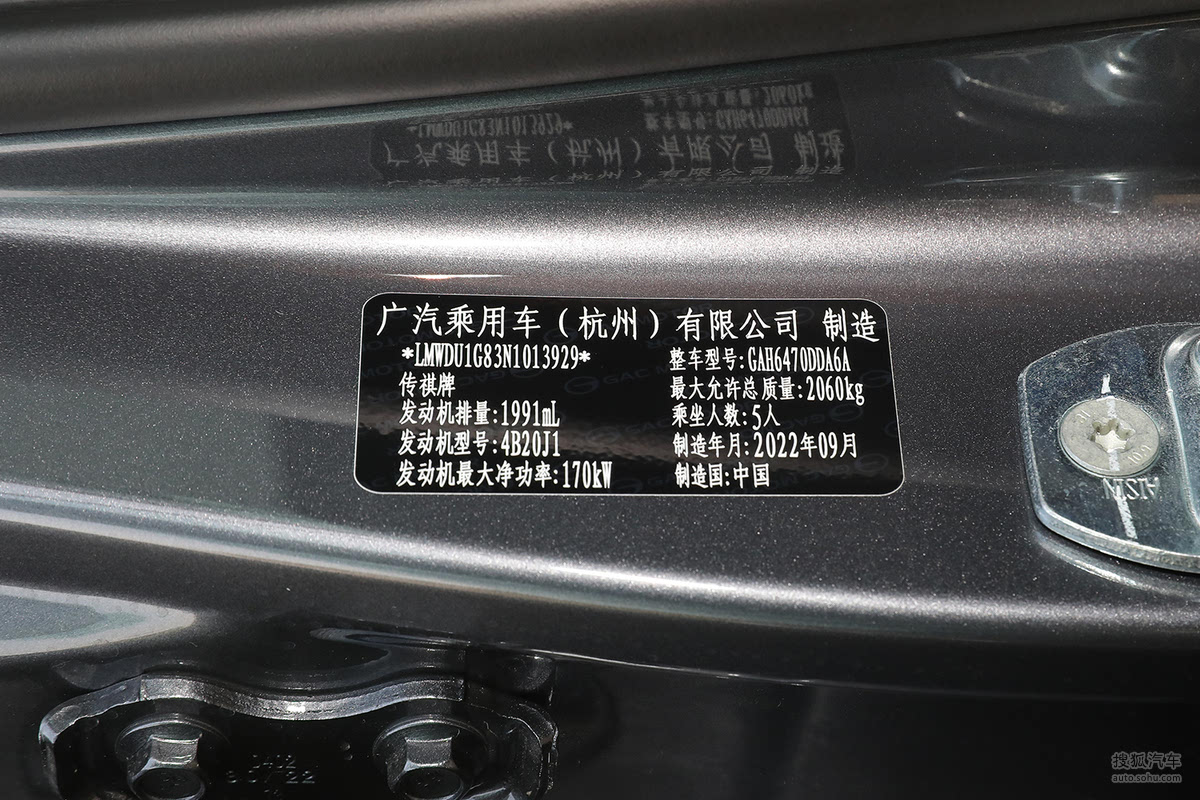 广汽乘用车（杭州）有限公司 制造
*LMWDU1G83N1013929*
整车型号:GAH6470DDA6A
传祺牌
最大允许总质量:2060kg
发动机排量:1991mL
乘坐人数:5人
发动机型号:4B20J1
制造年月:2022年09月
发动机最大净功率:170kW
制造国:中国
AISIN
0402
80/22
搜狐汽车
auto.sohu.com